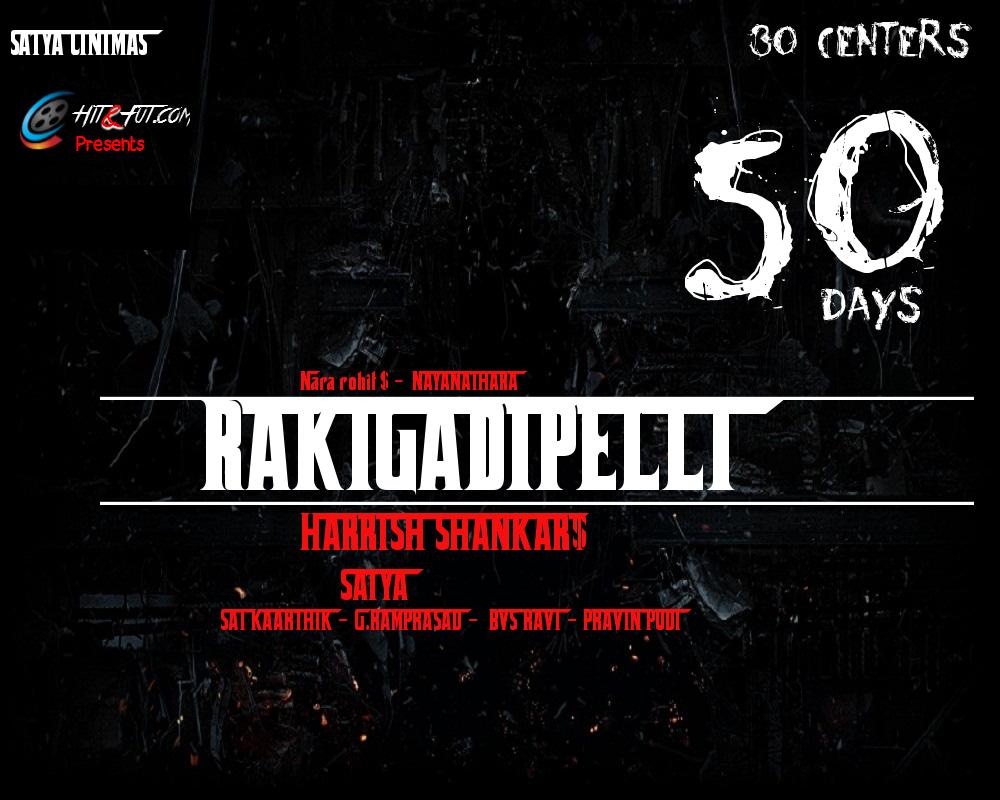 SATYA CINIMAS
30 CENTERS
HIT&FUT.COM
Presents
50
DAYS
Nara rohit S - NAYANATHARA
RAKIGADIPELLI
HARRISH SHANKAR$
SATYA
SAI KAARTHIK - G.RAMPRASAD - BVS RAVI - PRAVIN PUDI